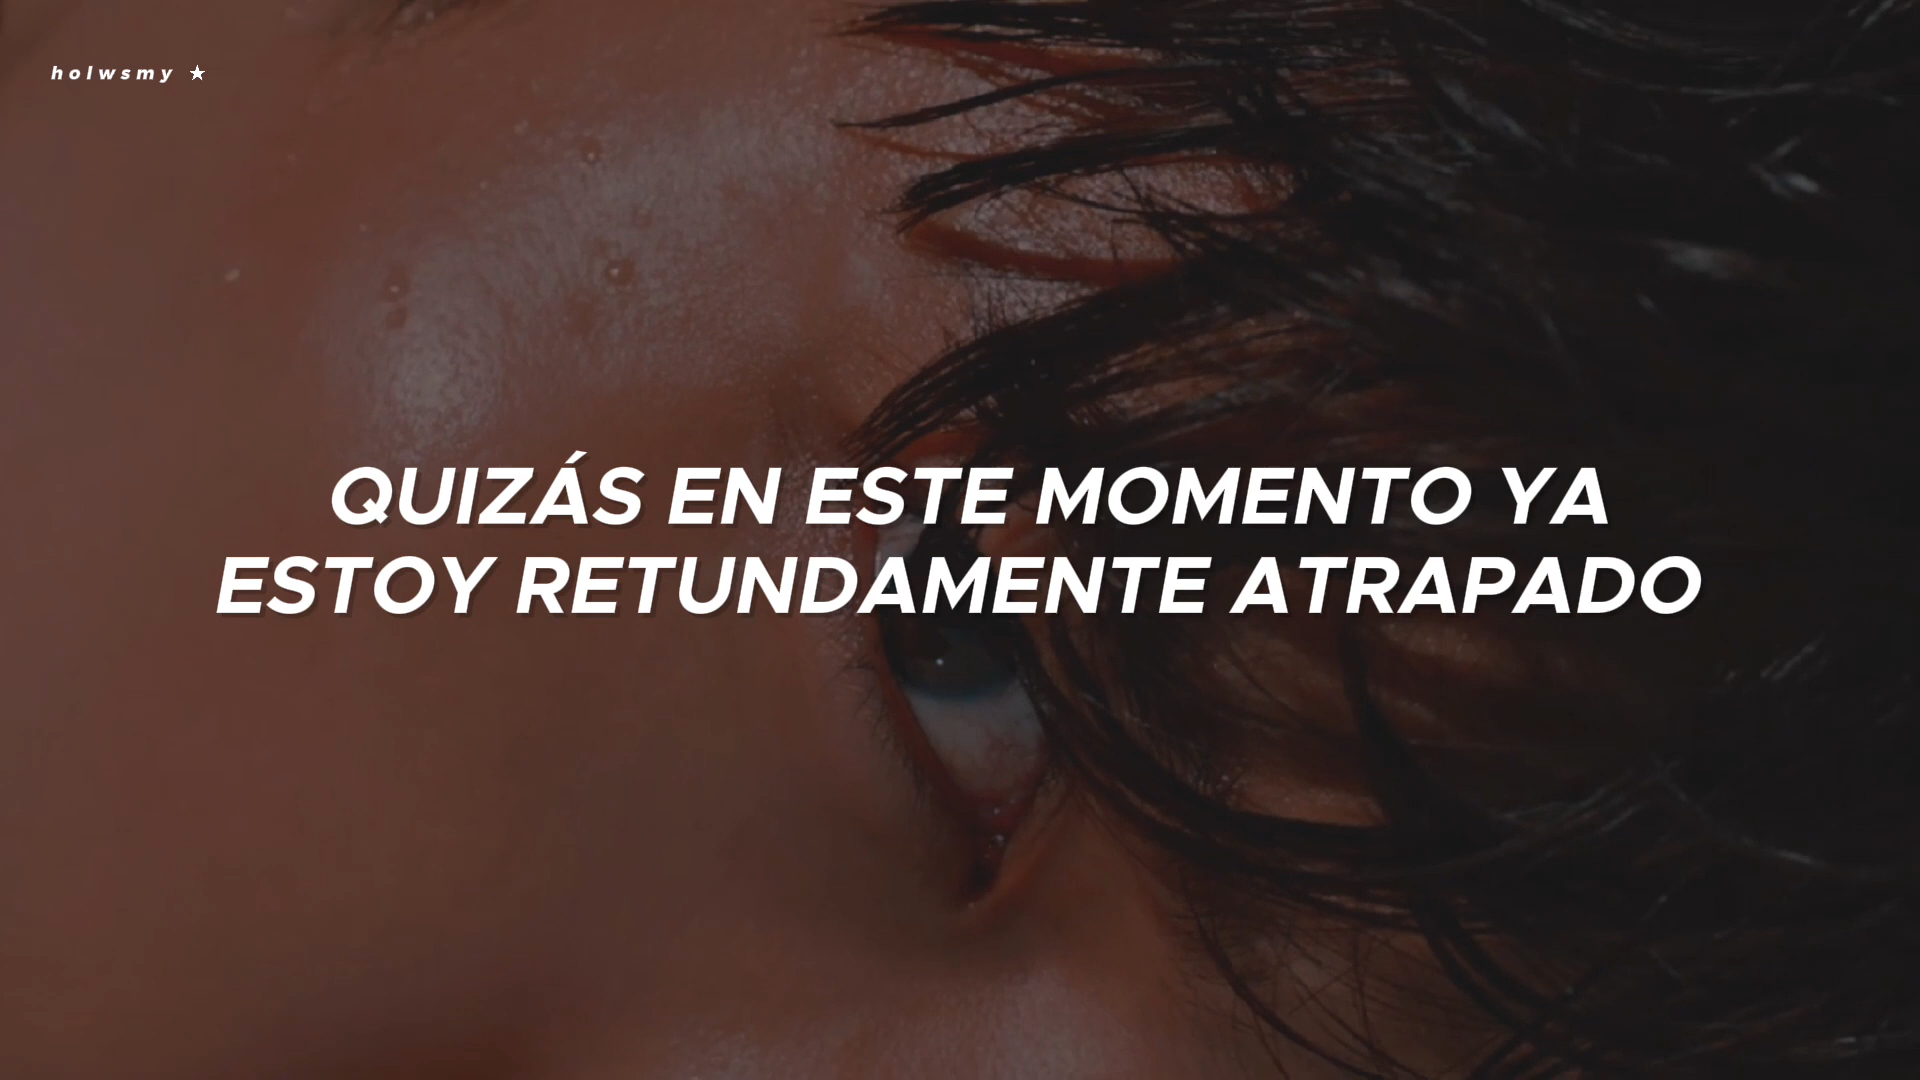 holwsmy ★
QUIZÁS EN ESTE MOMENTO YA
ESTOY RETUNDAMENTE ATRAPADO